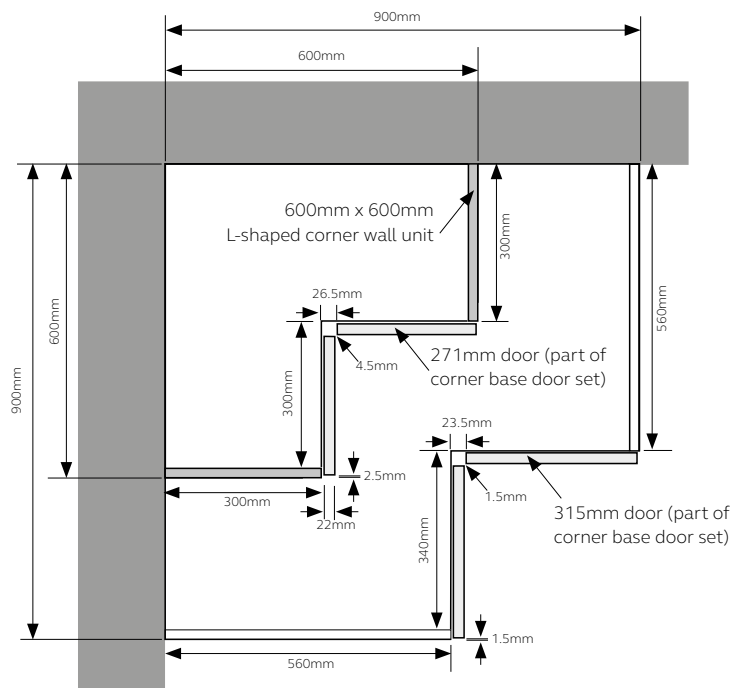 900mm
600mm
600mm x 600mm
L-shaped corner wall unit
300mm
560mm
600mm
900mm
26.5mm
271mm door (part of
corner base door set)
4.5mm
300mm
23.5mm
2.5mm
1.5mm
300mm
22mm
315mm door (part of
corner base door set)
340mm
1.5mm
560mm